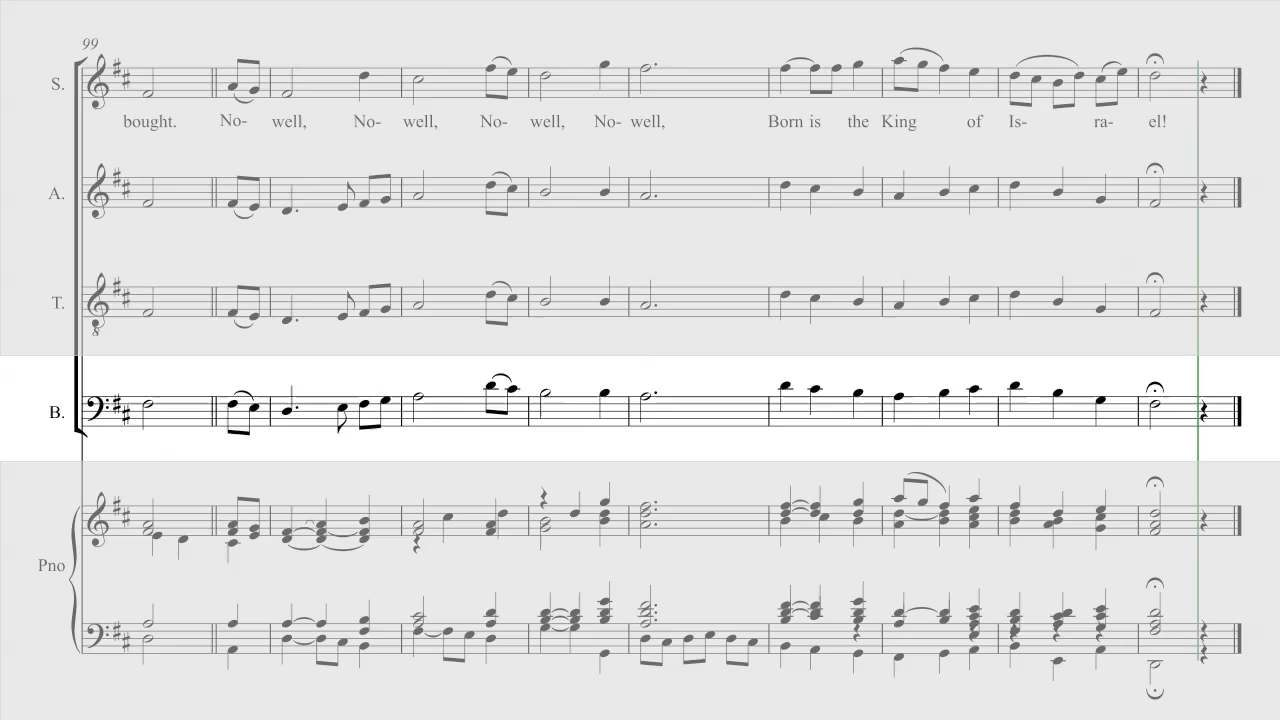 99
S.
bought. No- well, No- well, No- well, No- well, Born is the King of Is- ra- el!
A.
T.
8
B.
Pno